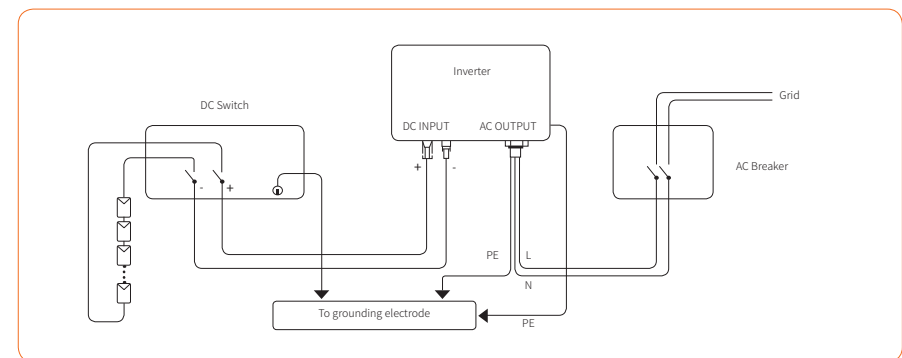 Inverter
Grid
DC Switch
DC INPUT
AC OUTPUT
+
-
AC Breaker
-
+
PE
L
N
To grounding electrode
PE